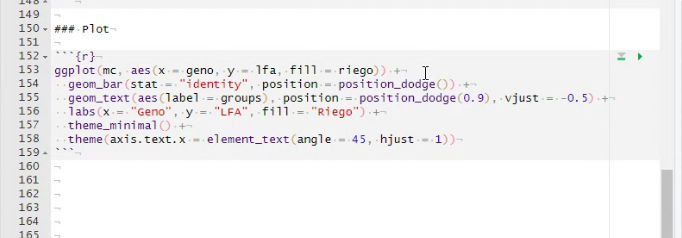 148
149
150 ### Plot
151
152 ```{r}
153 ggplot(mc, aes(x = geno, y = lfa, fill = riego)) +
154   geom_bar(stat = "identity", position = position_dodge()) +
155   geom_text(aes(label = groups), position = position_dodge(0.9), vjust = -0.5) +
156   labs(x = "Geno", y = "LFA", fill = "Riego") +
157   theme_minimal() +
158   theme(axis.text.x = element_text(angle = 45, hjust = 1))
159 ```
160
161
162
163
164
165